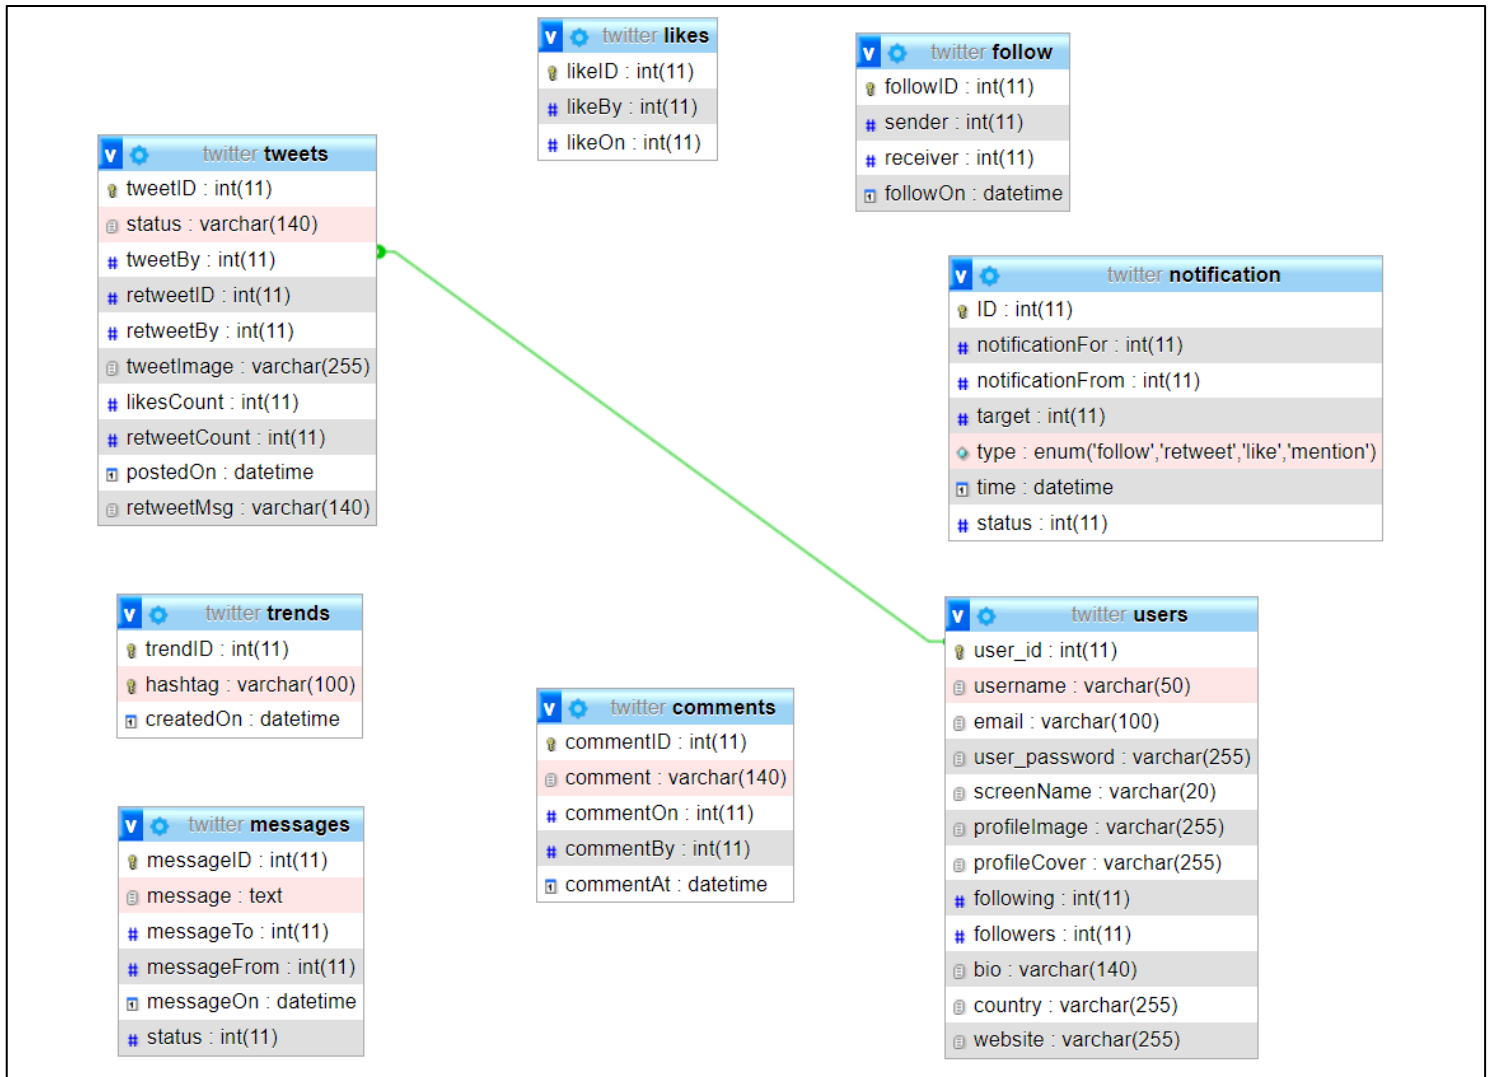 twitter likes
likeID : int(11)
likeBy : int(11)
likeOn : int(11)
twitter follow
followID : int(11)
sender : int(11)
receiver : int(11)
followOn : datetime
twitter tweets
tweetID : int(11)
status : varchar(140)
tweetBy : int(11)
retweetID : int(11)
retweetBy : int(11)
tweetImage : varchar(255)
likesCount : int(11)
retweetCount : int(11)
postedOn : datetime
retweetMsg : varchar(140)
twitter notification
ID : int(11)
notificationFor : int(11)
notificationFrom : int(11)
target : int(11)
type : enum('follow','retweet','like','mention')
time : datetime
status : int(11)
twitter trends
trendID : int(11)
hashtag : varchar(100)
createdOn : datetime
twitter users
user_id : int(11)
username : varchar(50)
email : varchar(100)
user_password : varchar(255)
screenName : varchar(20)
profileImage : varchar(255)
profileCover : varchar(255)
following : int(11)
followers : int(11)
bio : varchar(140)
country : varchar(255)
website : varchar(255)
twitter comments
commentID : int(11)
comment : varchar(140)
commentOn : int(11)
commentBy : int(11)
commentAt : datetime
twitter messages
messageID : int(11)
message : text
messageTo : int(11)
messageFrom : int(11)
messageOn : datetime
status : int(11)